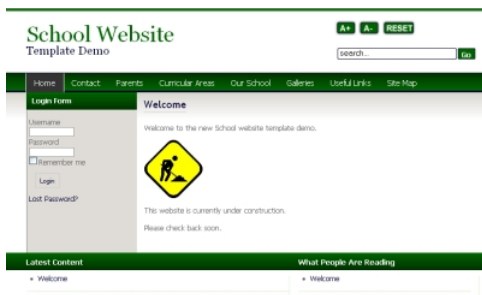 School Website
Template Demo
A+ A- RESET
search...
Go
Home Contact Parents Curricular Areas Our School Galleries Useful Links Site Map
Login Form
Username
Password
Remember me
Login
Lost Password?
Welcome
Welcome to the new School website template demo.
This website is currently under construction.
Please check back soon.
Latest Content
Welcome
What People Are Reading
Welcome